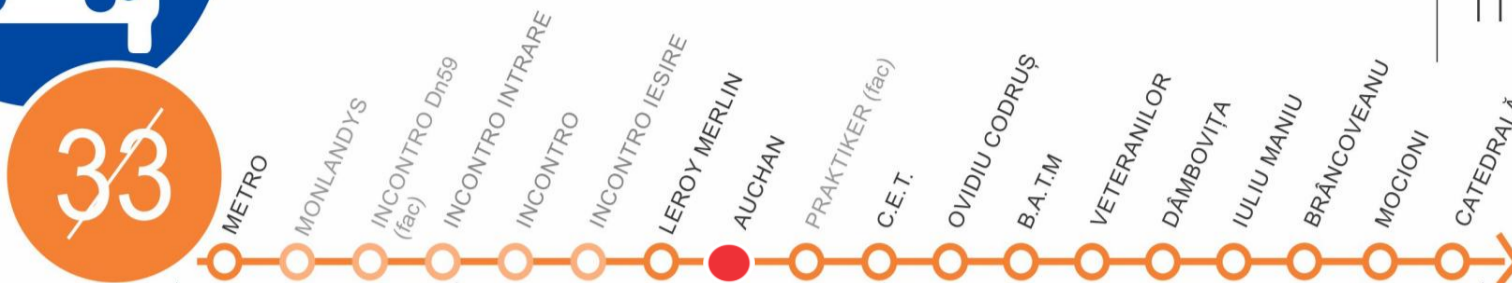 33
METRO
MONLANDYS
INCONTRO Dn59
(fac)
INCONTRO INTRARE
INCONTRO
INCONTRO IESIRE
LEROY MERLIN
AUCHAN
PRAKTIKER (fac)
C.E.T.
OVIDIU CODRUȘ
B.A.T.M
VETERANILOR
DÂMBOVIȚA
IULIU MANIU
BRÂNCOVEANU
MOCIONI
CATEDRALĂ